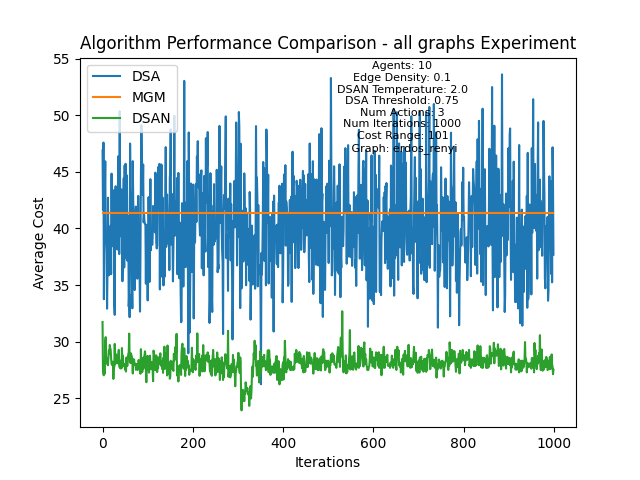 Algorithm Performance Comparison - all graphs Experiment
DSA
MGM
DSAN
Agents: 10
Edge Density: 0.1
DSAN Temperature: 2.0
DSA Threshold: 0.75
Num Actions: 3
Num Iterations: 1000
Cost Range: 101
Graph: erdos_renyi
Average Cost
55
50
45
40
35
30
25
0 200 400 600 800 1000
Iterations